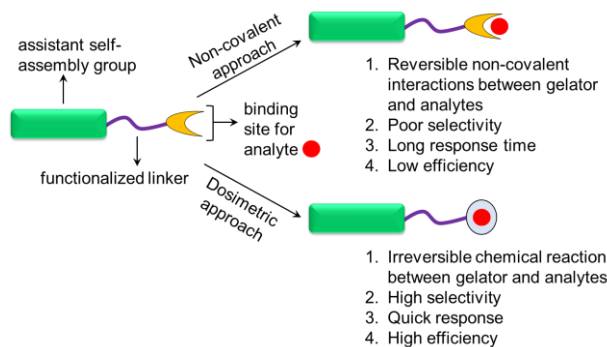 assistant self-
assembly group
functionalized linker
binding
site for
analyte
Non-covalent
approach
1. Reversible non-covalent
interactions between gelator
and analytes
2. Poor selectivity
3. Long response time
4. Low efficiency
Dosimetric
approach
1. Irreversible chemical reaction
between gelator and analytes
2. High selectivity
3. Quick response
4. High efficiency